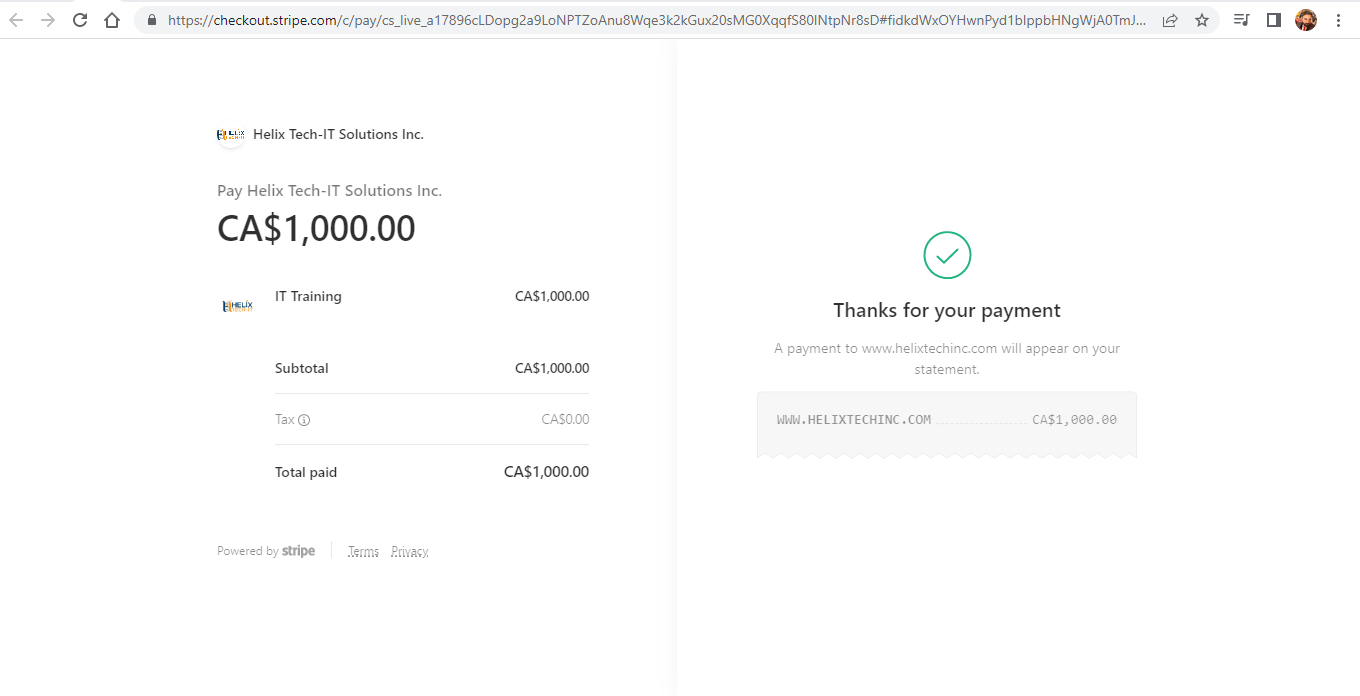 https://checkout.stripe.com/c/pay/cs_live_a17896cLDopg2a9LoNPTZoAnu8Wqe3k2kGux20sMG0XqqfS80INtpNr8sD#fidkdWxOYHwnPyd1blppbHNgWjA0TmJ...
HELIX Helix Tech-IT Solutions Inc.
Pay Helix Tech-IT Solutions Inc.
CA$1,000.00
IT Training CA$1,000.00
HELIX
Subtotal CA$1,000.00
Tax CA$0.00
Total paid CA$1,000.00
Powered by stripe Terms Privacy
Thanks for your payment
A payment to www.helixtechinc.com will appear on your
statement.
WWW.HELIXTECHINC.COM CA$1,000.00